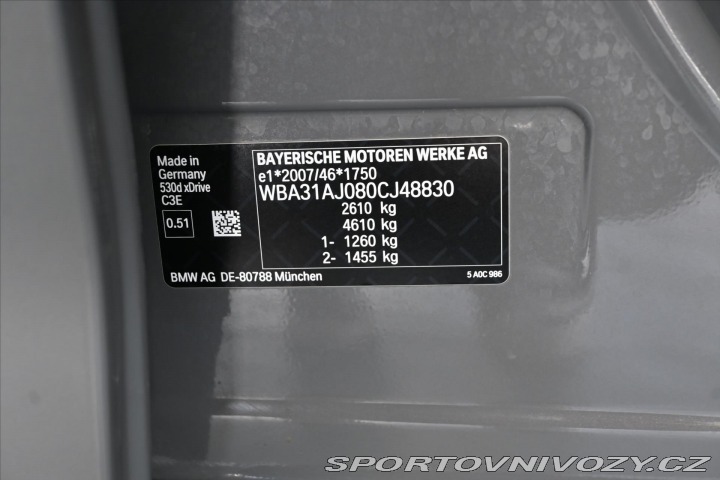 Made in
Germany
530d xDrive
C3E
0.51
BAYERISCHE MOTOREN WERKE AG
e1*2007/46*1750
WBA31AJ080CJ48830
2610 kg
4610 kg
1- 1260 kg
2- 1455 kg
BMW AG DE-80788 München
5 A0C 986
SPORTOVNIVOZY.CZ